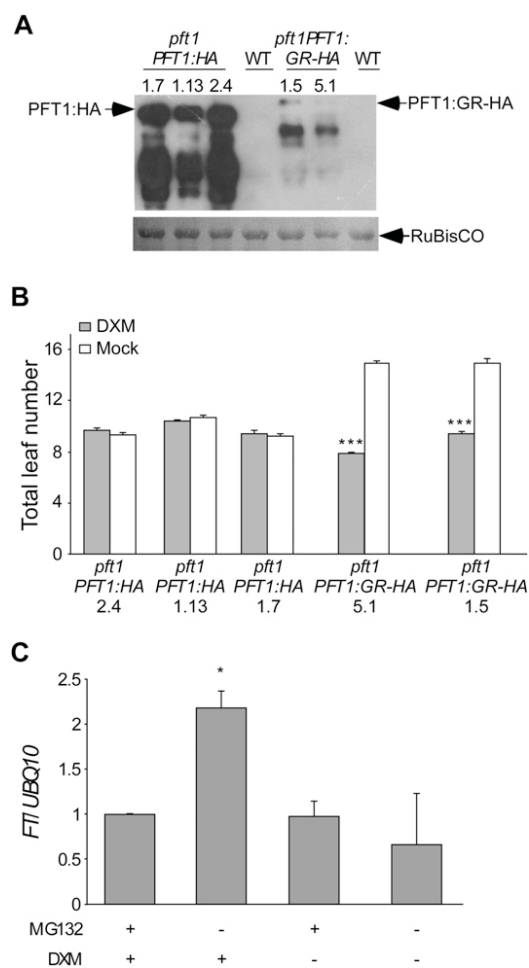 A
pft1 PFT1:HA WT pft1PFT1:GR-HA WT
1.7 1.13 2.4 1.5 5.1
PFT1:HA PFT1:GR-HA
RuBisCO
B
DXM
Mock
Total leaf number
16
12
8
4
0
*** ***
pft1 pft1 pft1 pft1 pft1
PFT1:HA PFT1:HA PFT1:HA PFT1:GR-HA PFT1:GR-HA
2.4 1.13 1.7 5.1 1.5
C
FT/UBQ10
2.5
2
1.5
1
0.5
0
*
MG132 + - + -
DXM + + - -